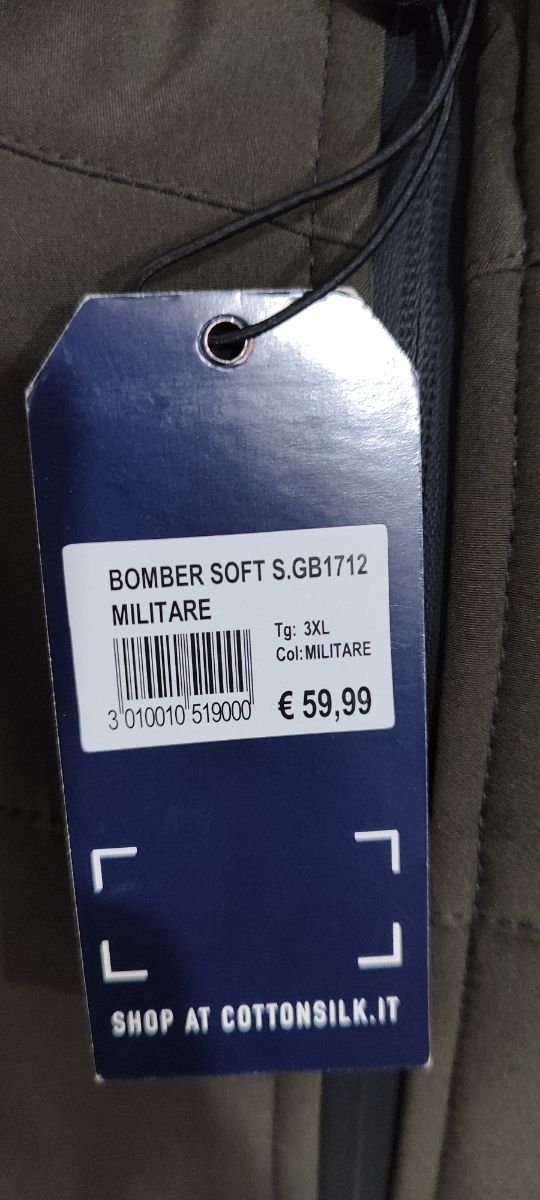 BOMBER SOFT S.GB1712
MILITARE
Tg: 3XL
Col:MILITARE
3 010010 519000
€ 59,99
SHOP AT COTTONSILK.IT